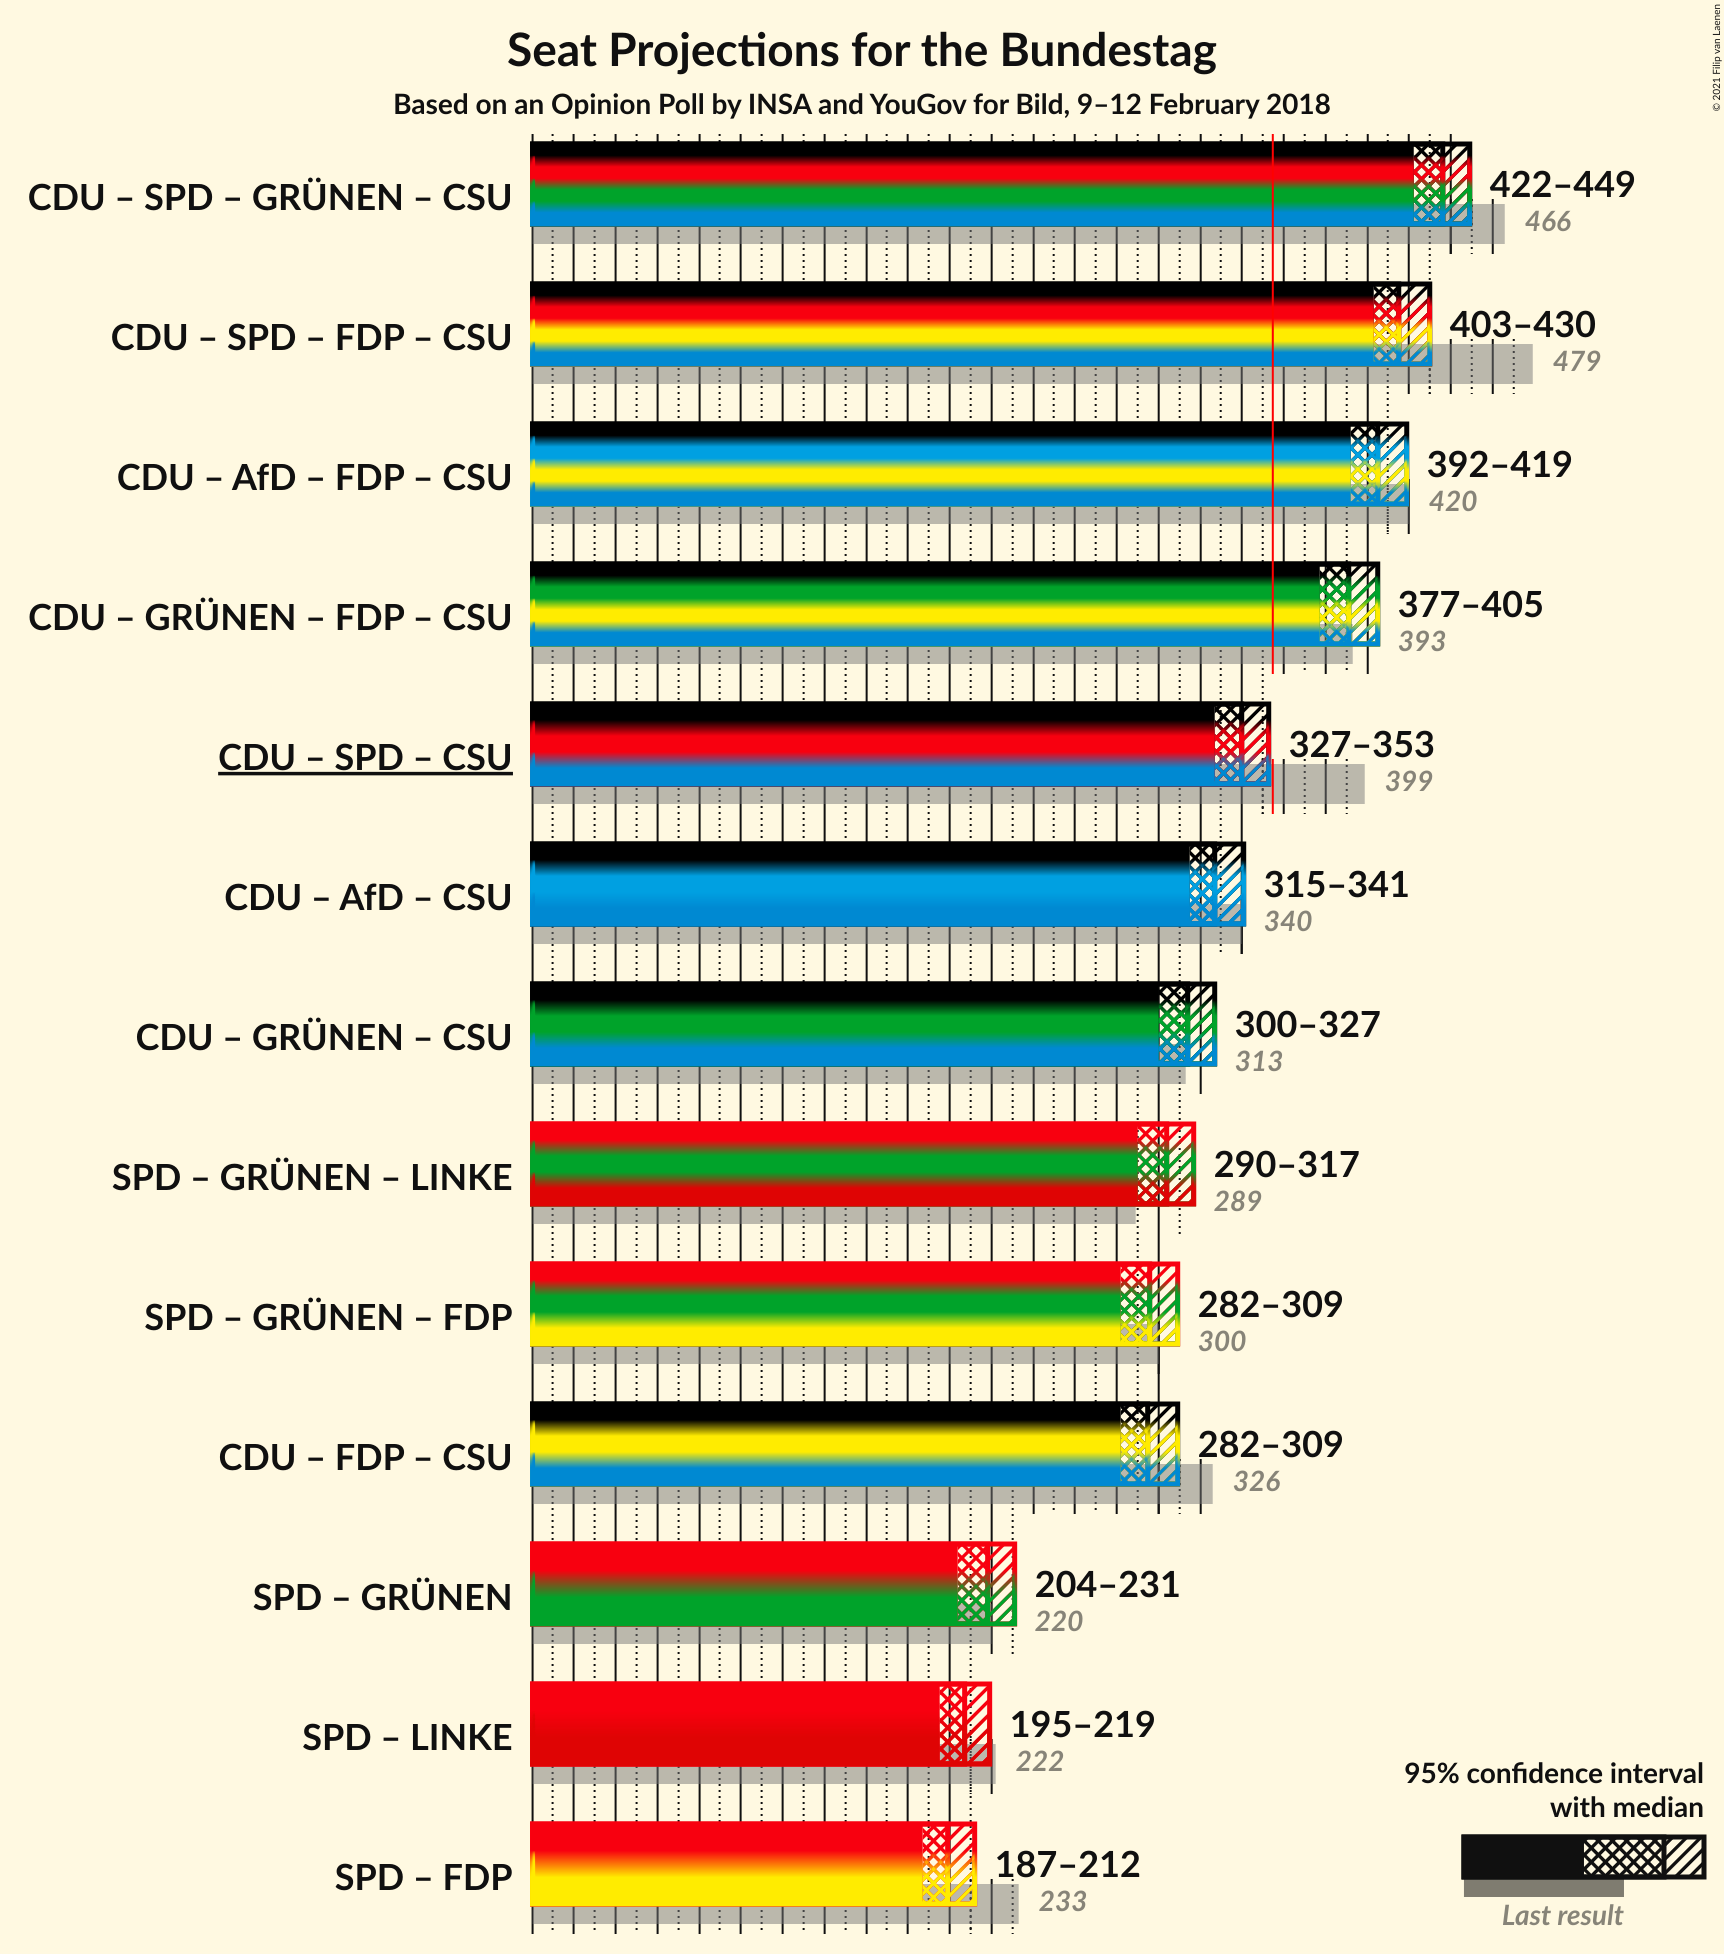 Seat Projections for the Bundestag
Based on an Opinion Poll by INSA and YouGov for Bild, 9–12 February 2018
© 2021 Filip van Laenen
CDU – SPD – GRÜNEN – CSU
422–449
466
CDU – SPD – FDP – CSU
403–430
479
CDU – AfD – FDP – CSU
392–419
420
CDU – GRÜNEN – FDP – CSU
377–405
393
CDU – SPD – CSU
327–353
399
CDU – AfD – CSU
315–341
340
CDU – GRÜNEN – CSU
300–327
313
SPD – GRÜNEN – LINKE
290–317
289
SPD – GRÜNEN – FDP
282–309
300
CDU – FDP – CSU
282–309
326
SPD – GRÜNEN
204–231
220
SPD – LINKE
195–219
222
SPD – FDP
187–212
233
95% confidence interval
with median
Last result